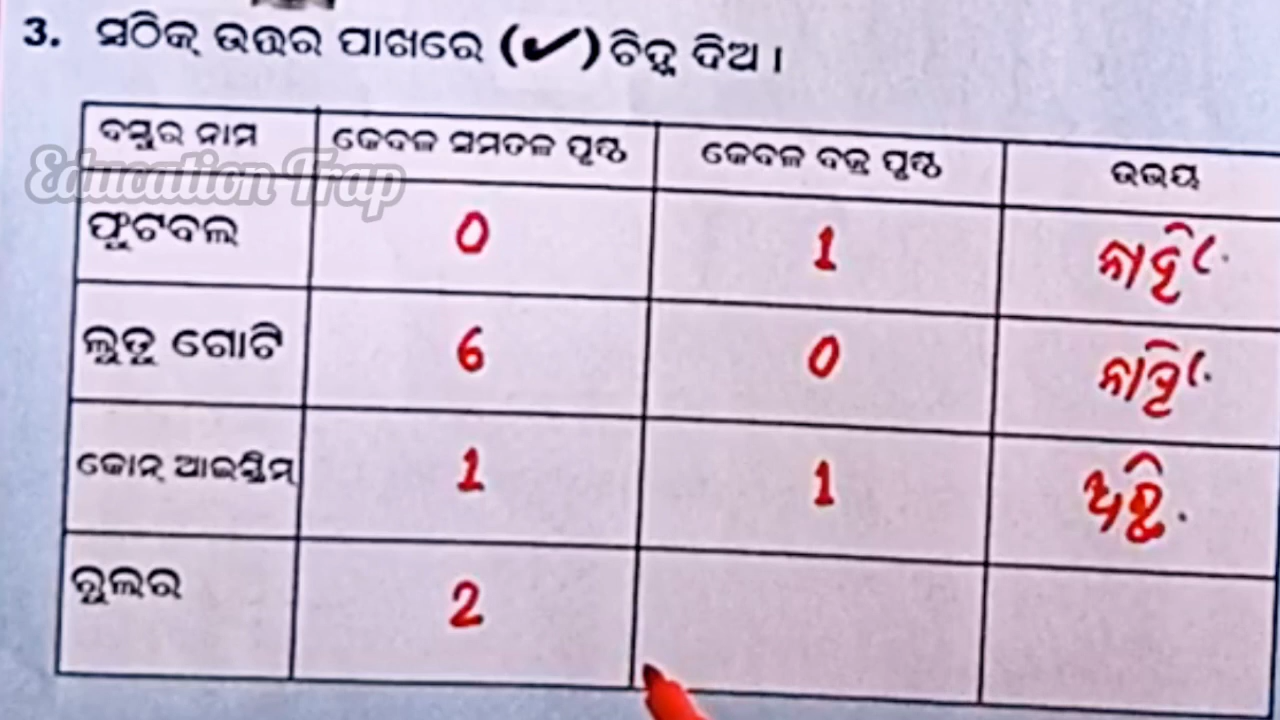 3. ସଠିକ୍ ଉତ୍ତର ପାଖରେ (✔) ଚିହ୍ନ ଦିଅ ।
ବସ୍ତୁର ନାମ କେବଳ ସମତଳ ପୃଷ୍ଠ କେବଳ ବକ୍ର ପୃଷ୍ଠ ଉଭୟ
Education Trap
ଫୁଟବଲ 0 1 ନାହିଁ
ଲୁଡୁ ଗୋଟି 6 0 ନାହିଁ
କୋନ୍ ଆଇସ୍କ୍ରିମ୍ 1 1 ଅଛି
ରୁଲର 2